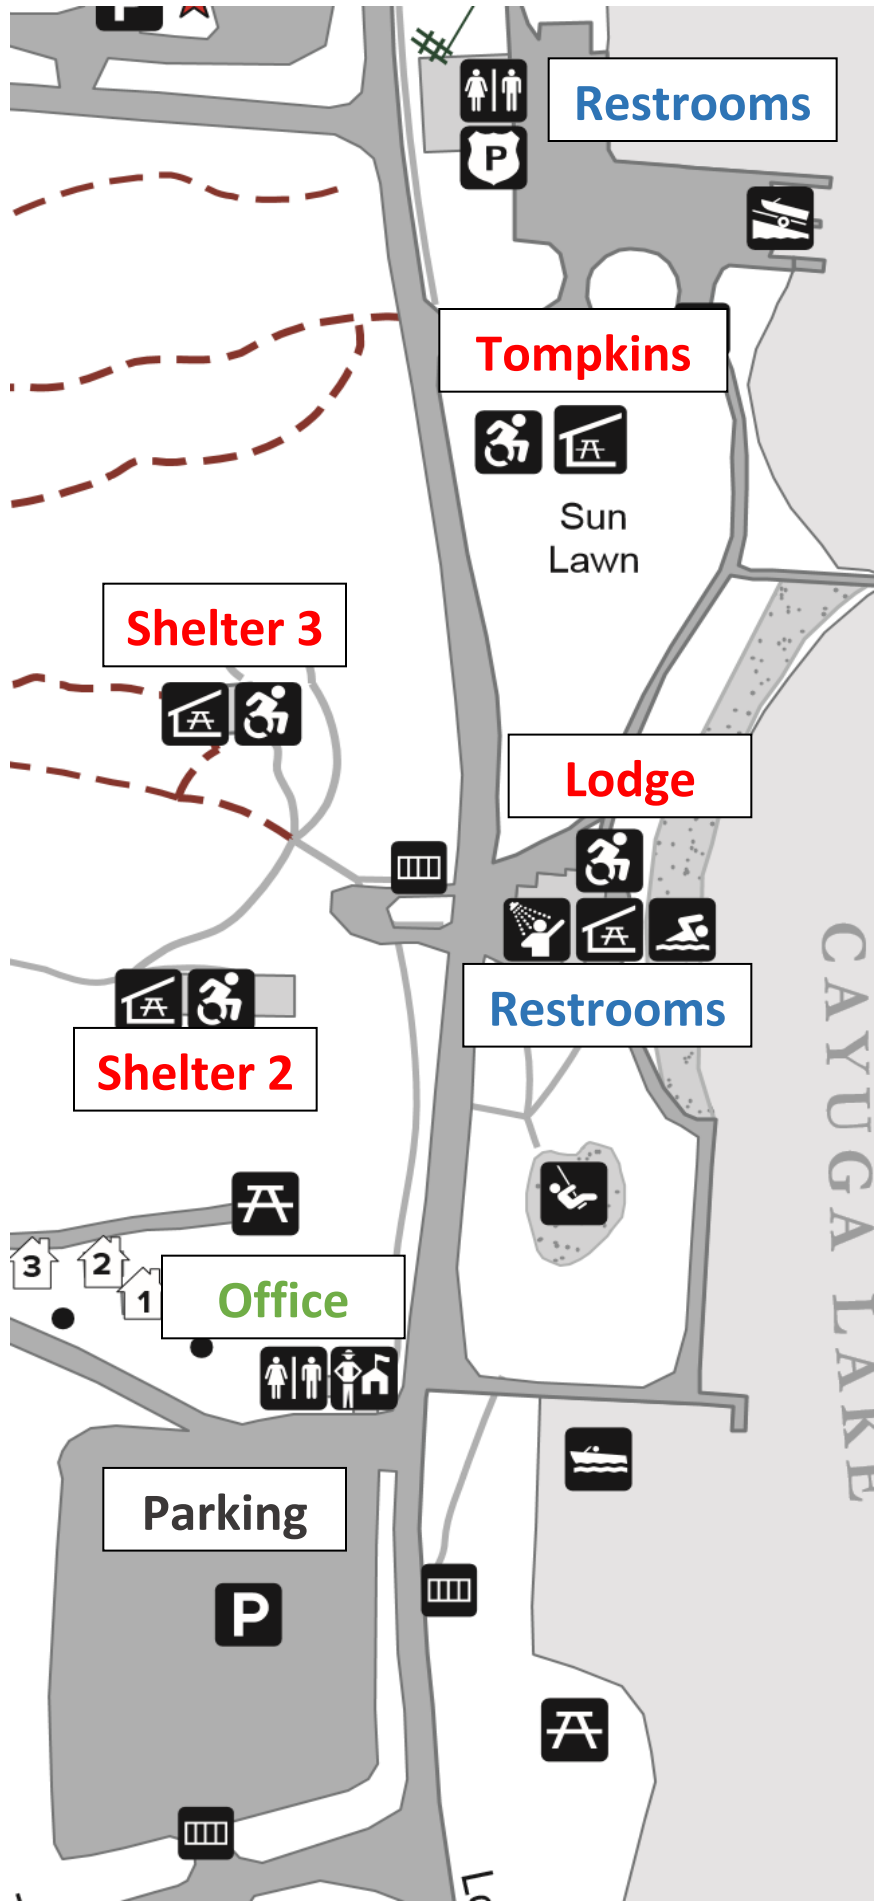 Restrooms
P
Tompkins
Sun
Lawn
Shelter 3
Lodge
Restrooms
Shelter 2
3
2
1
Office
Parking
P
CAYUGA LAKE